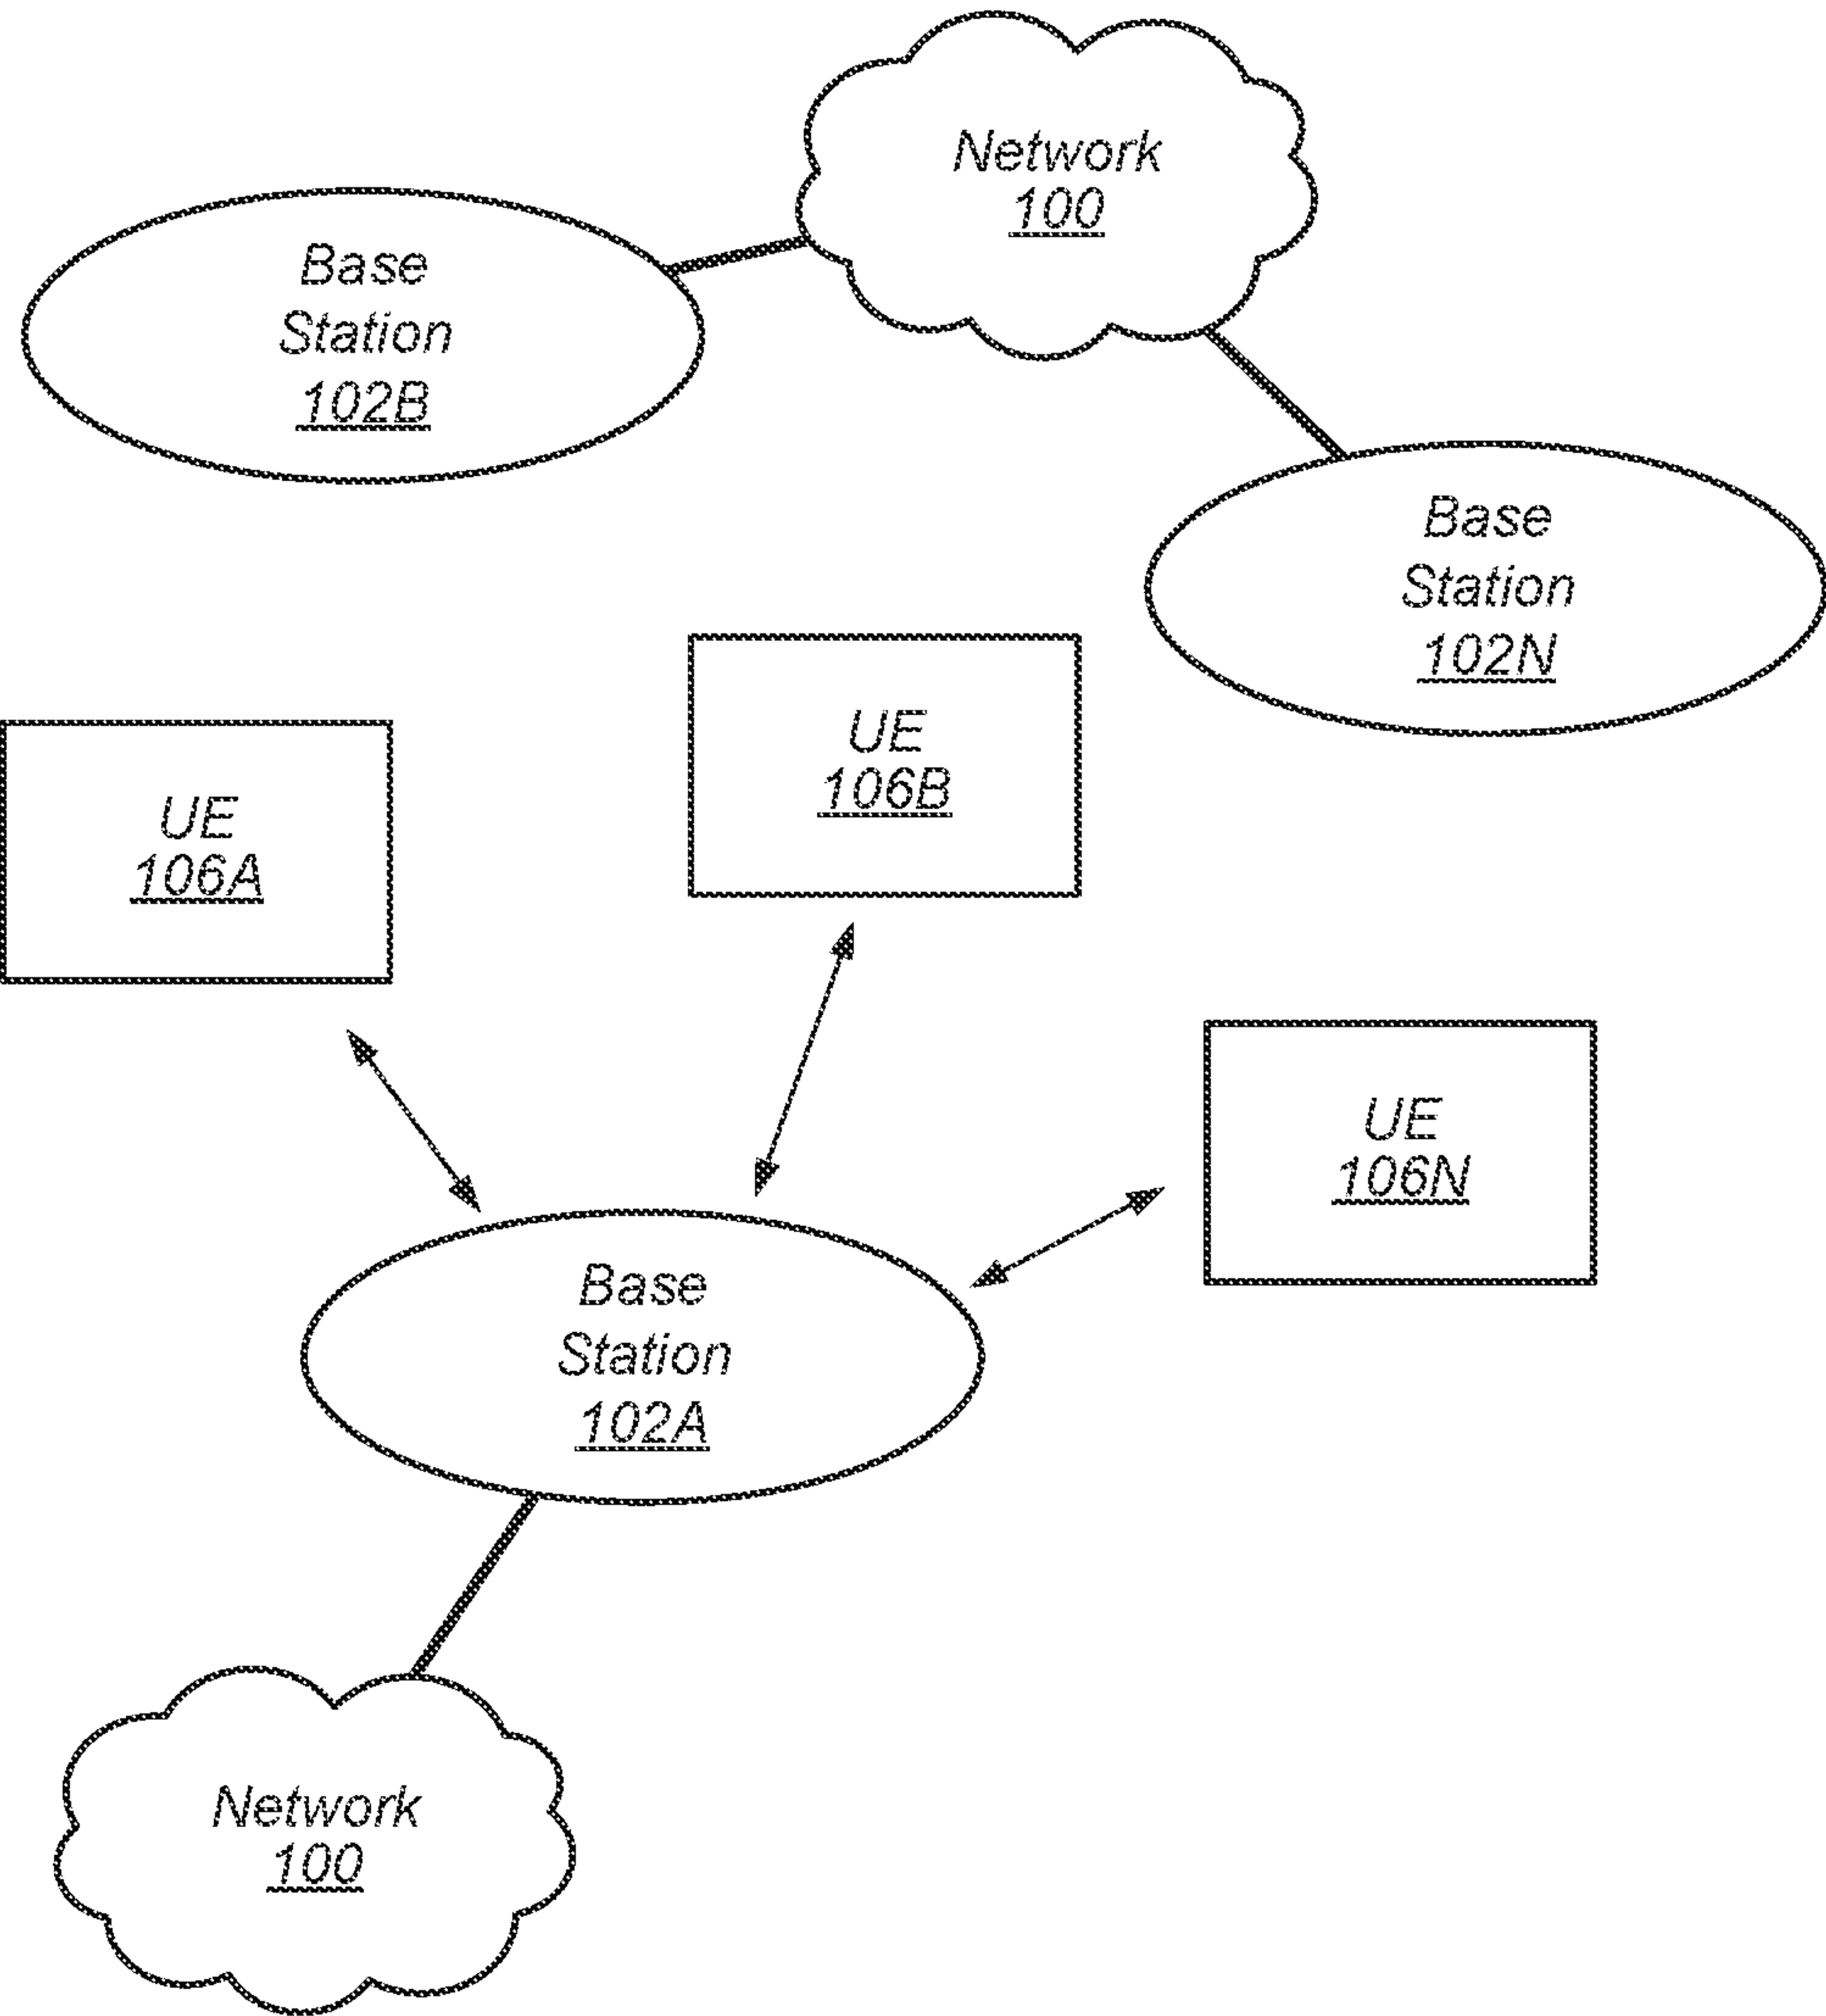 Network
100
Base
Station
102B
Base
Station
102N
UE
106B
UE
106A
UE
106N
Base
Station
102A
Network
100